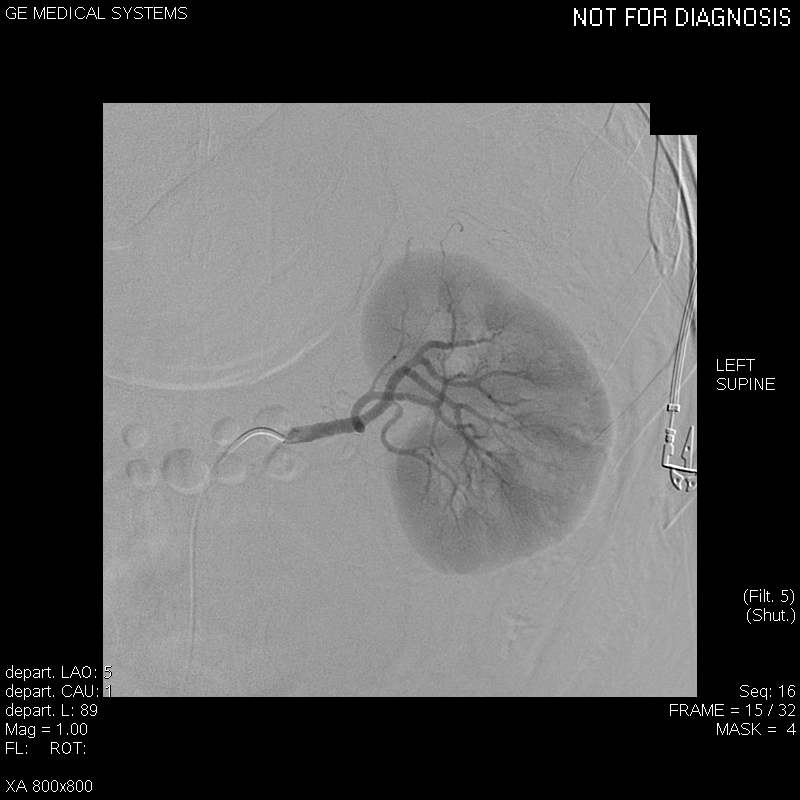 GE MEDICAL SYSTEMS
NOT FOR DIAGNOSIS
LEFT
SUPINE
(Filt. 5)
(Shut.)
depart. LAO: 5
depart. CAU: 1
depart. L: 89
Mag = 1.00
FL: ROT:
Seq: 16
FRAME = 15 / 32
MASK = 4
XA 800x800